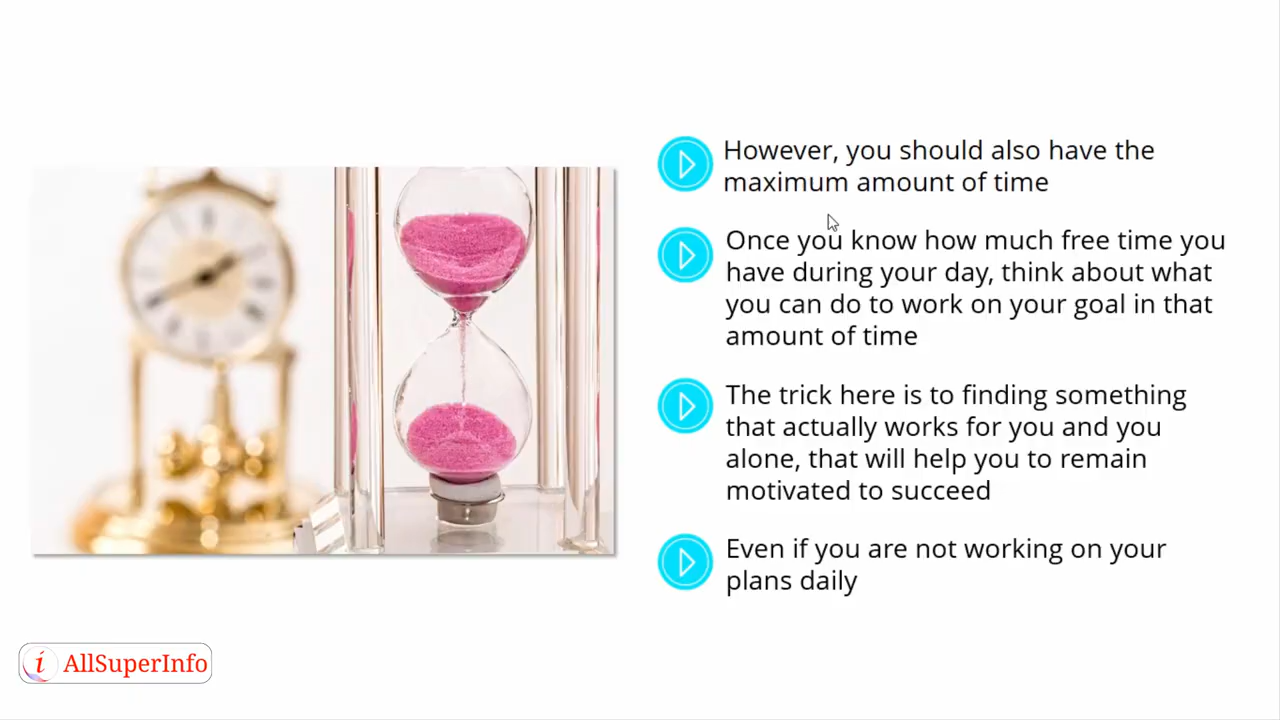 However, you should also have the
maximum amount of time
Once you know how much free time you
have during your day, think about what
you can do to work on your goal in that
amount of time
The trick here is to finding something
that actually works for you and you
alone, that will help you to remain
motivated to succeed
Even if you are not working on your
plans daily
i AllSuperInfo